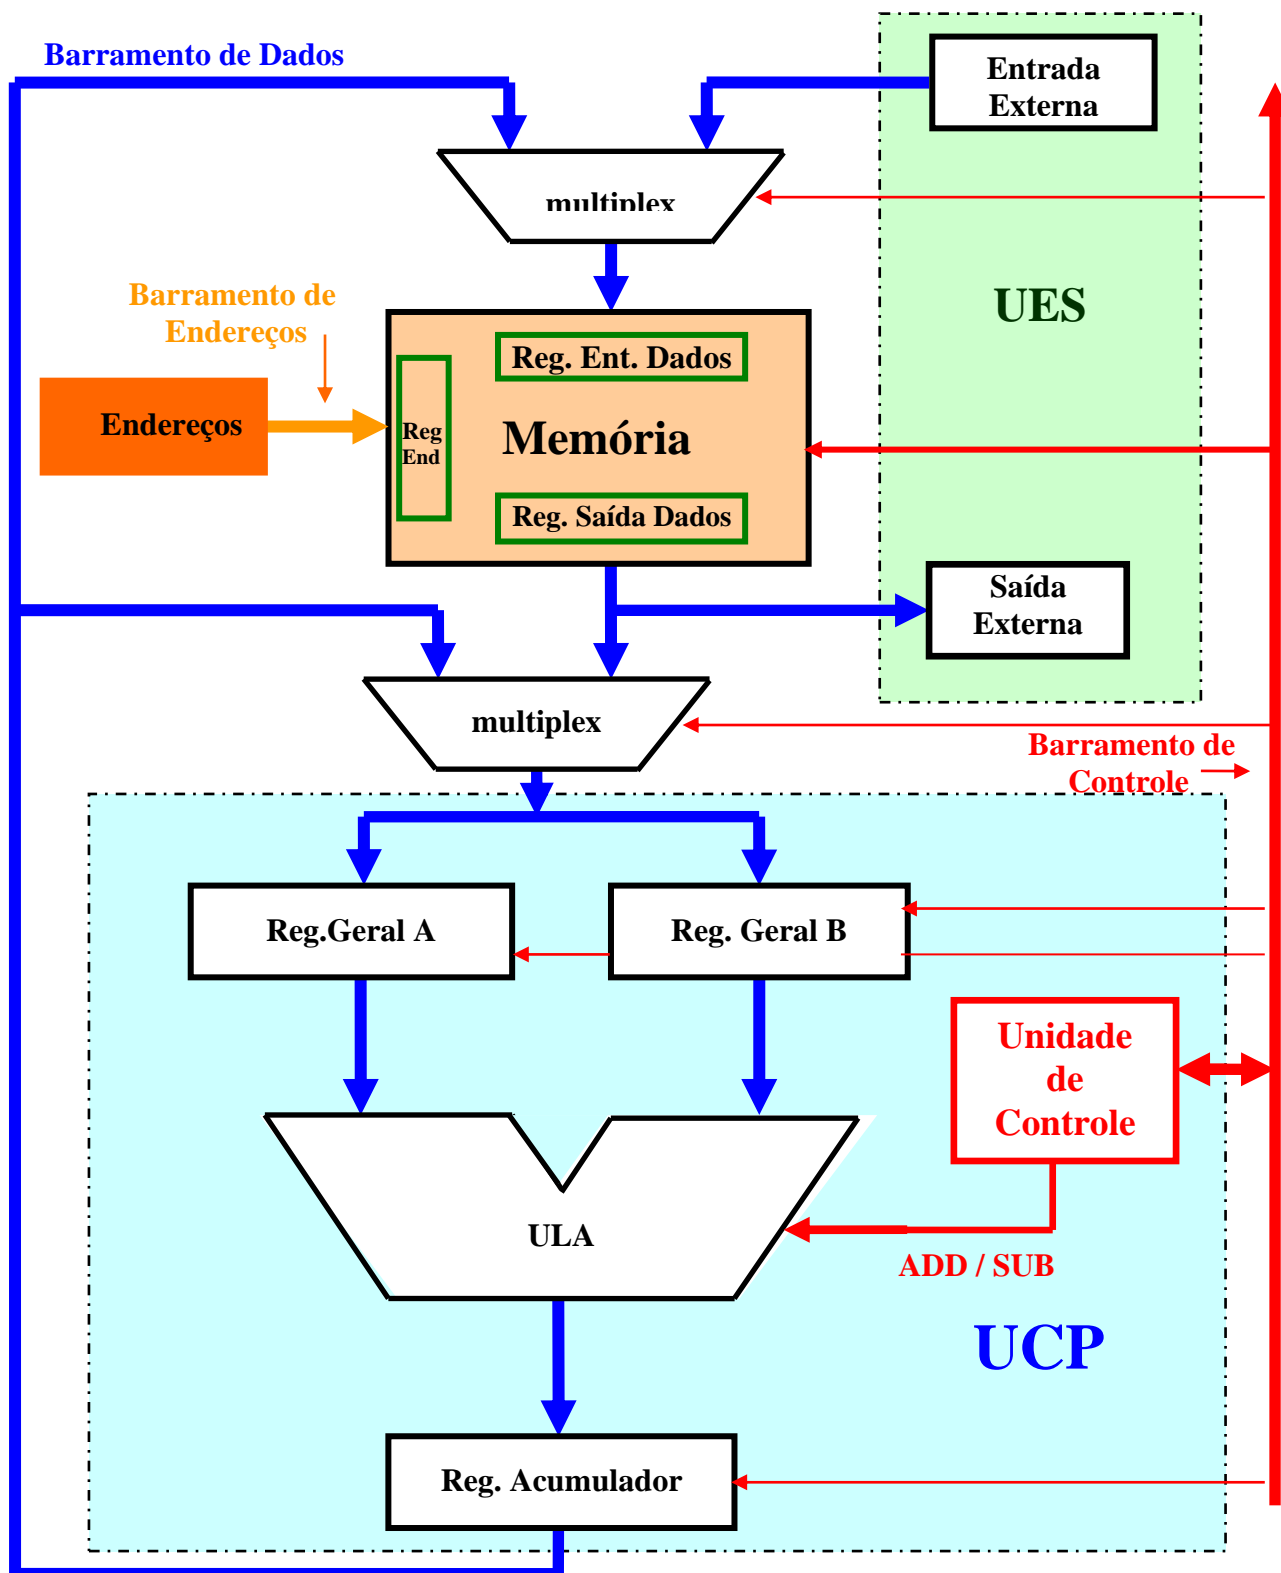 Barramento de Dados
Entrada
Externa
multiplex
UES
Barramento de
Endereços
Reg. Ent. Dados
Endereços
Reg
End
Memória
Reg. Saída Dados
Saída
Externa
multiplex
Barramento de
Controle
Reg.Geral A
Reg. Geral B
Unidade
de
Controle
ULA
ADD / SUB
UCP
Reg. Acumulador